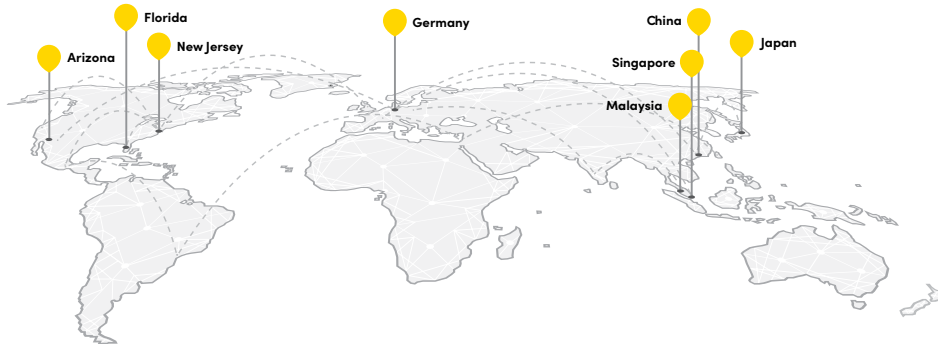 Florida
Germany
China
New Jersey
Japan
Arizona
Singapore
Malaysia